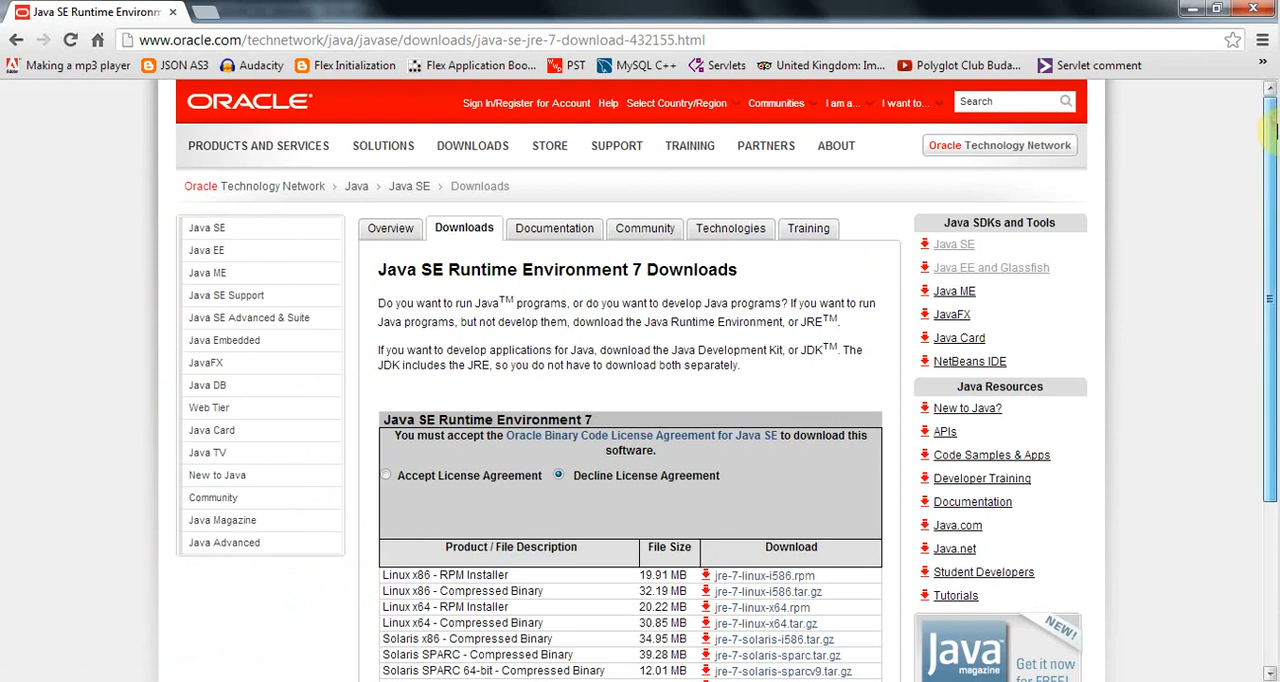 Java SE Runtime Environm
www.oracle.com/technetwork/java/javase/downloads/java-se-jre-7-download-432155.html
Making a mp3 player JSON AS3 Audacity Flex Initialization Flex Application Boo... PST MySQL C++ Servlets United Kingdom: Im... Polyglot Club Buda... Servlet comment
ORACLE
Sign In/Register for Account Help Select Country/Region Communities I am a... I want to... Search
PRODUCTS AND SERVICES SOLUTIONS DOWNLOADS STORE SUPPORT TRAINING PARTNERS ABOUT Oracle Technology Network
Oracle Technology Network > Java > Java SE > Downloads
Java SE
Java EE
Java ME
Java SE Support
Java SE Advanced & Suite
Java Embedded
JavaFX
Java DB
Web Tier
Java Card
Java TV
New to Java
Community
Java Magazine
Java Advanced
Overview Downloads Documentation Community Technologies Training
Java SE Runtime Environment 7 Downloads
Do you want to run Java™ programs, or do you want to develop Java programs? If you want to run
Java programs, but not develop them, download the Java Runtime Environment, or JRE™.
If you want to develop applications for Java, download the Java Development Kit, or JDK™. The
JDK includes the JRE, so you do not have to download both separately.
Java SE Runtime Environment 7
You must accept the Oracle Binary Code License Agreement for Java SE to download this
software.
Accept License Agreement Decline License Agreement
Product / File Description File Size Download
Linux x86 - RPM Installer 19.91 MB jre-7-linux-i586.rpm
Linux x86 - Compressed Binary 32.19 MB jre-7-linux-i586.tar.gz
Linux x64 - RPM Installer 20.22 MB jre-7-linux-x64.rpm
Linux x64 - Compressed Binary 30.85 MB jre-7-linux-x64.tar.gz
Solaris x86 - Compressed Binary 34.95 MB jre-7-solaris-i586.tar.gz
Solaris SPARC - Compressed Binary 39.28 MB jre-7-solaris-sparc.tar.gz
Solaris SPARC 64-bit - Compressed Binary 12.01 MB jre-7-solaris-sparcv9.tar.gz
Java SDKs and Tools
Java SE
Java EE and Glassfish
Java ME
JavaFX
Java Card
NetBeans IDE
Java Resources
New to Java?
APIs
Code Samples & Apps
Developer Training
Documentation
Java.com
Java.net
Student Developers
Tutorials
NEW!
Java
magazine
Get it now
for FREE!